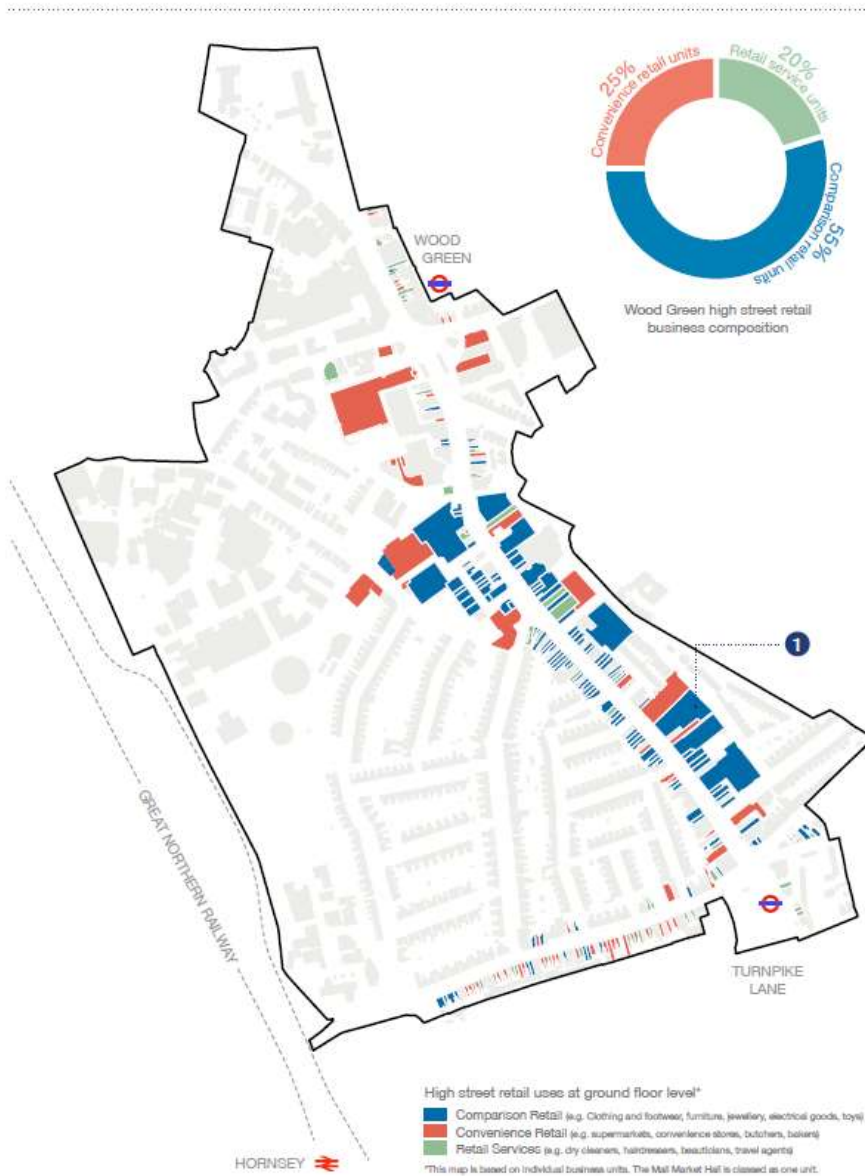 25%
Convenience retail units
20%
Retail service units
55%
Comparison retail units
Wood Green high street retail
business composition
WOOD
GREEN
1
GREAT NORTHERN RAILWAY
TURNPIKE
LANE
HORNSEY
High street retail uses at ground floor level*
Comparison Retail (e.g. Clothing and footwear, furniture, jewellery, electrical goods, toys)
Convenience Retail (e.g. supermarkets, convenience stores, butchers, bakers)
Retail Services (e.g. dry cleaners, hairdressers, beauticians, travel agents)
*This map is based on individual business units. The Mall Market Hall is classed as one unit.